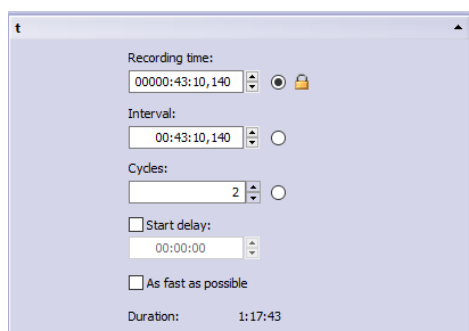 t
Recording time:
00000:43:10,140
Interval:
00:43:10,140
Cycles:
2
Start delay:
00:00:00
As fast as possible
Duration: 1:17:43